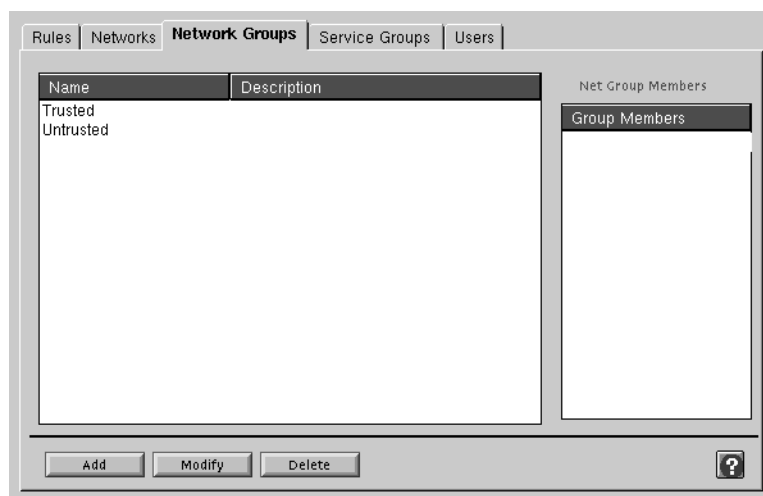 Rules Networks Network Groups Service Groups Users
Name Description
Trusted
Untrusted
Net Group Members
Group Members
Add Modify Delete ?